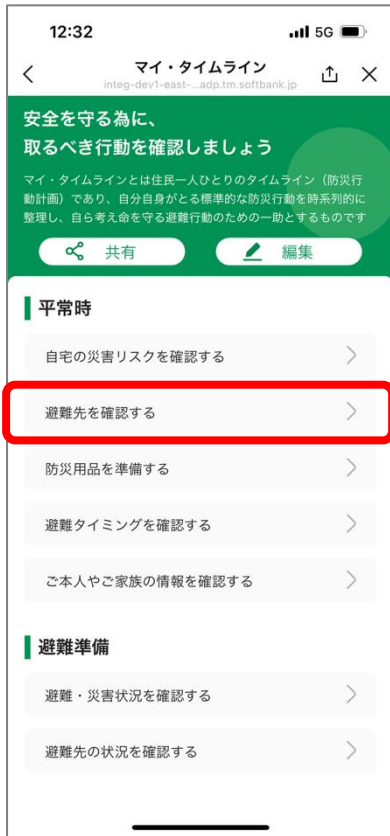 12:32
5G
マイ・タイムライン
integ-dev1-east-...adp.tm.softbank.jp
安全を守る為に、
取るべき行動を確認しましょう
マイ・タイムラインとは住民一人ひとりのタイムライン（防災行
動計画）であり、自分自身がとる標準的な防災行動を時系列的に
整理し、自ら考え命を守る避難行動のための一助とするものです
共有
編集
平常時
自宅の災害リスクを確認する
避難先を確認する
防災用品を準備する
避難タイミングを確認する
ご本人やご家族の情報を確認する
避難準備
避難・災害状況を確認する
避難先の状況を確認する